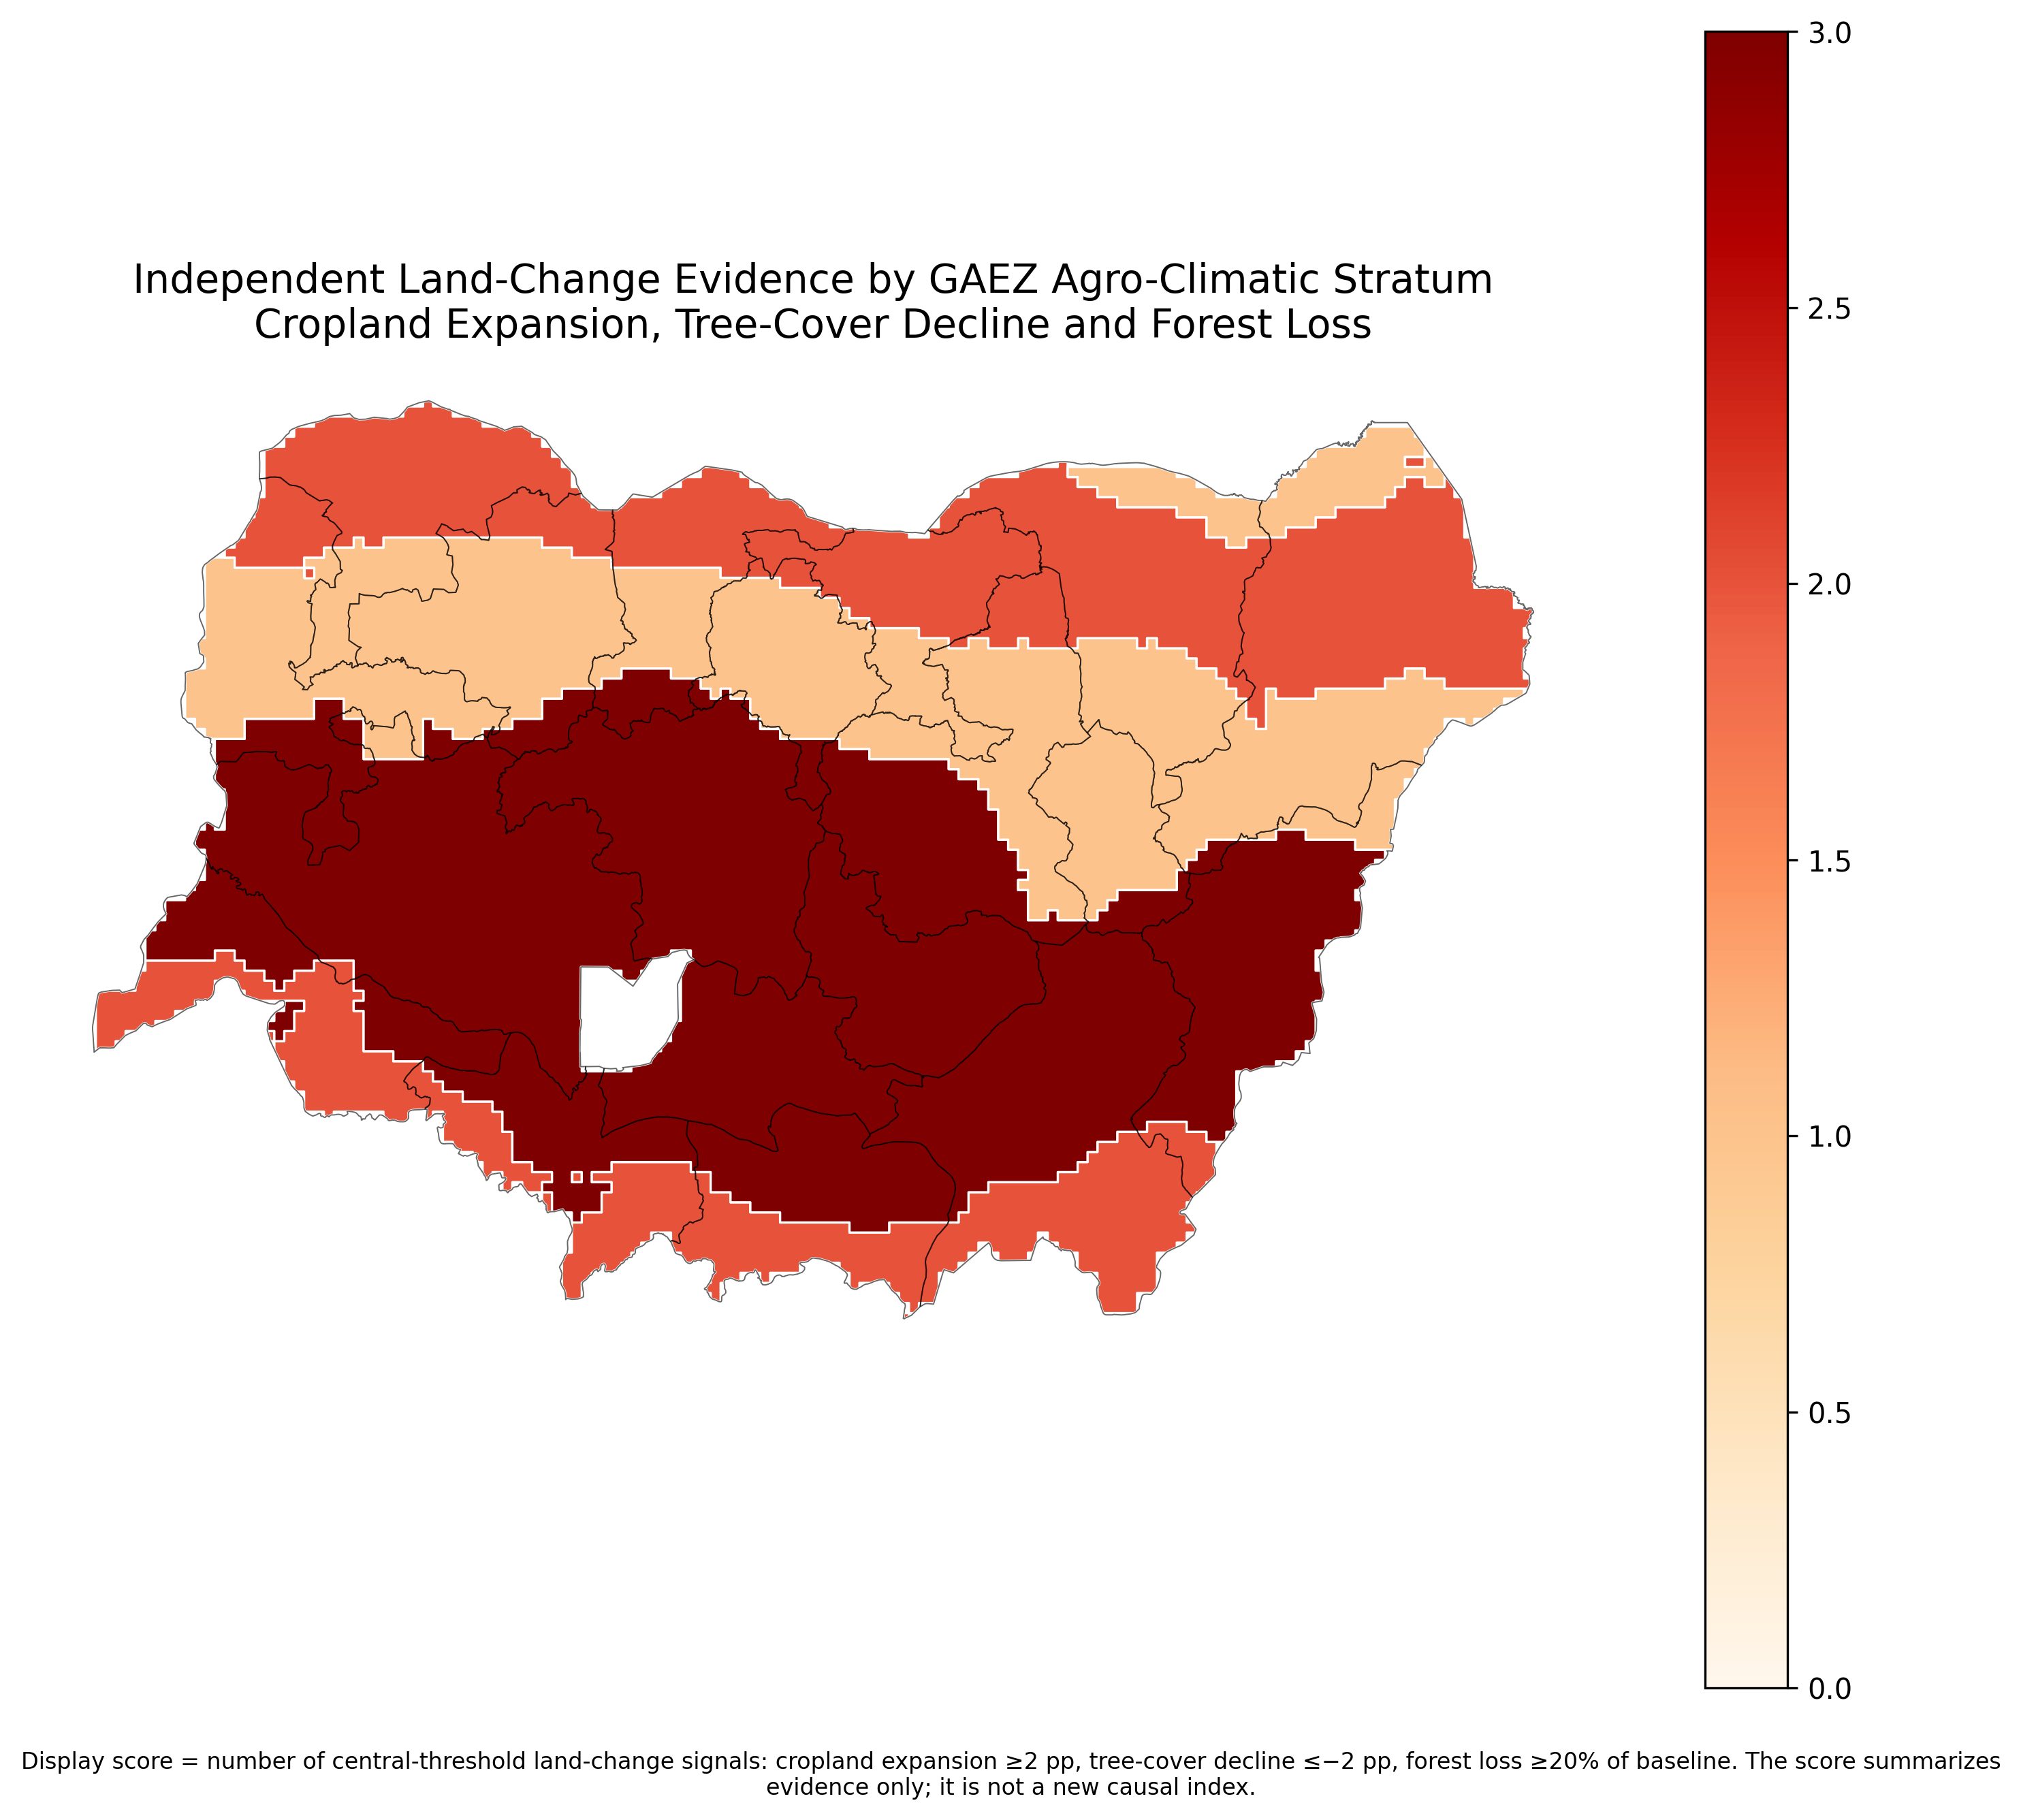 Independent Land-Change Evidence by GAEZ Agro-Climatic Stratum
Cropland Expansion, Tree-Cover Decline and Forest Loss
3.0
2.5
2.0
1.5
1.0
0.5
0.0
Display score = number of central-threshold land-change signals: cropland expansion ≥2 pp, tree-cover decline ≤−2 pp, forest loss ≥20% of baseline. The score summarizes
evidence only; it is not a new causal index.